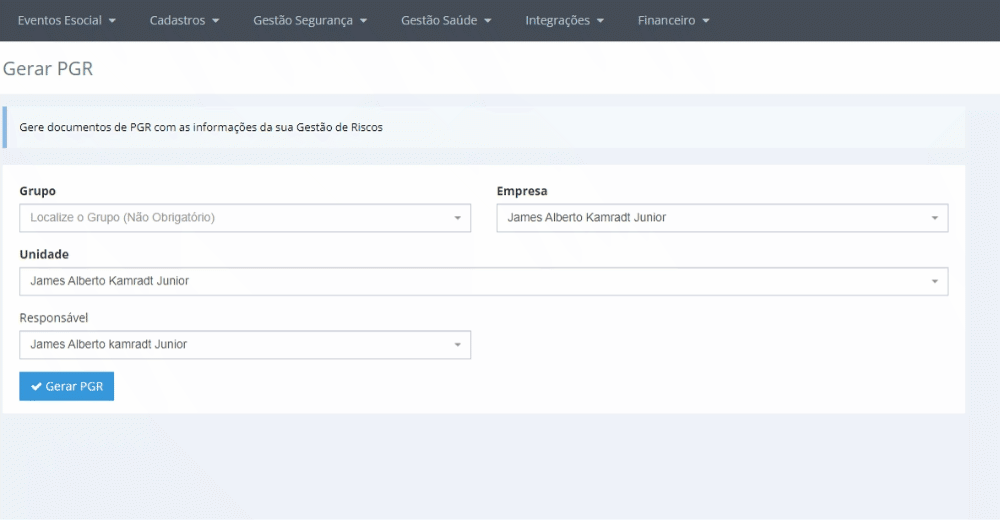 Eventos Esocial Cadastros Gestão Segurança Gestão Saúde Integrações Financeiro
Gerar PGR
Gere documentos de PGR com as informações da sua Gestão de Riscos
Grupo Empresa
Localize o Grupo (Não Obrigatório) James Alberto Kamradt Junior
Unidade
James Alberto Kamradt Junior
Responsável
James Alberto kamradt Junior
Gerar PGR